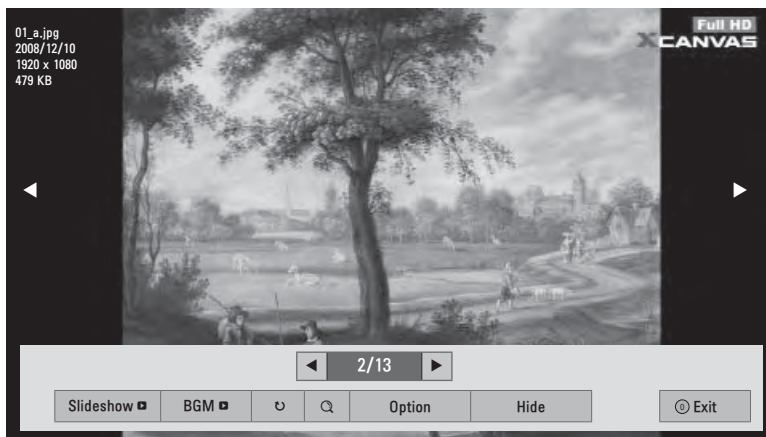 01_a.jpg
2008/12/10
1920 x 1080
479 KB
Full HD
XCANVAS
2/13
Slideshow
BGM
Option
Hide
0 Exit